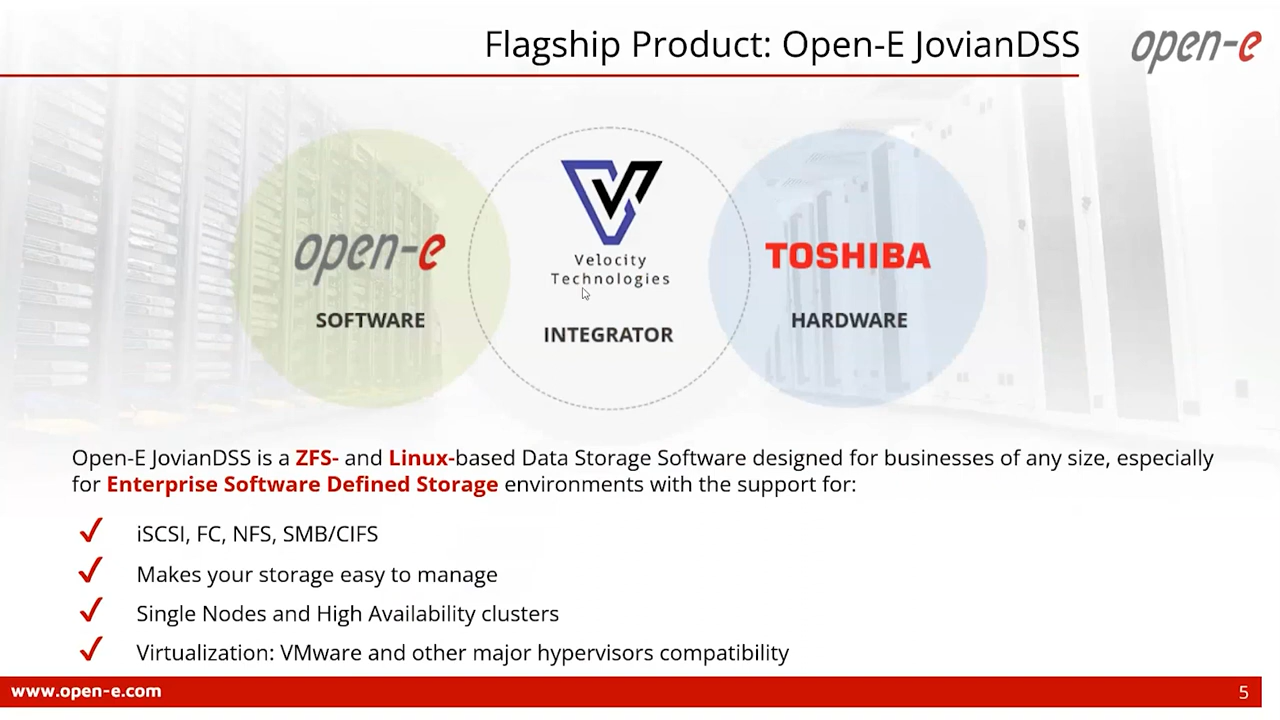 Flagship Product: Open-E JovianDSS
open-e
open-e
SOFTWARE
Velocity
Technologies
INTEGRATOR
TOSHIBA
HARDWARE
Open-E JovianDSS is a ZFS- and Linux-based Data Storage Software designed for businesses of any size, especially
for Enterprise Software Defined Storage environments with the support for:
✓ iSCSI, FC, NFS, SMB/CIFS
✓ Makes your storage easy to manage
✓ Single Nodes and High Availability clusters
✓ Virtualization: VMware and other major hypervisors compatibility
www.open-e.com
5